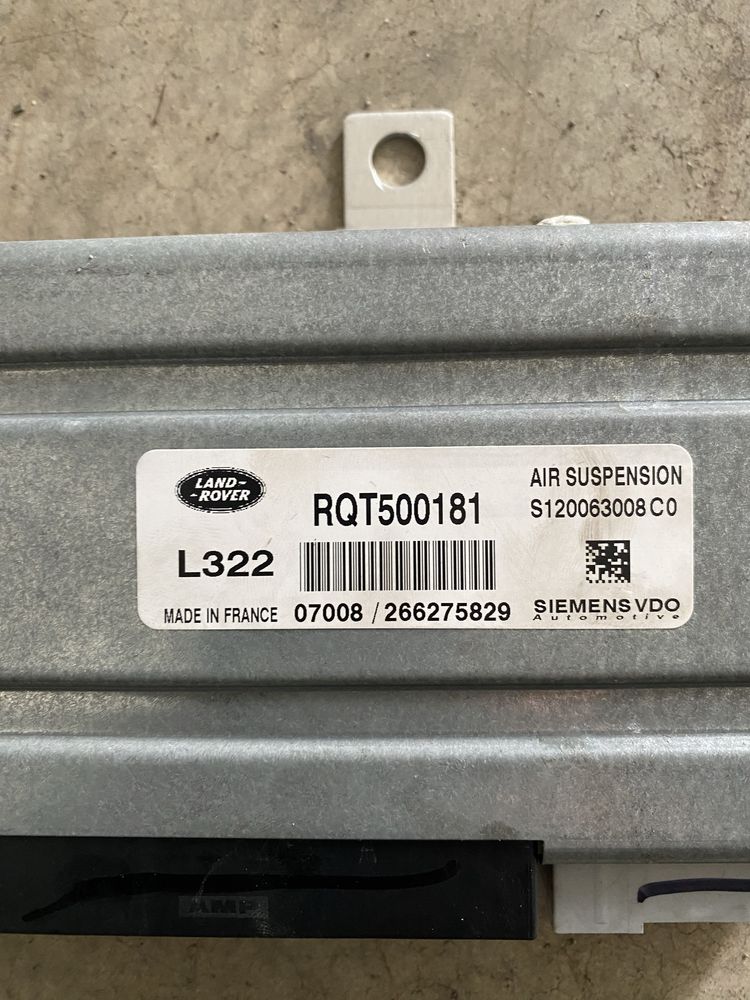 LAND-
ROVER
RQT500181
AIR SUSPENSION
S120063008 C0
L322
MADE IN FRANCE
07008 / 266275829
SIEMENS VDO
Automotive
AMP